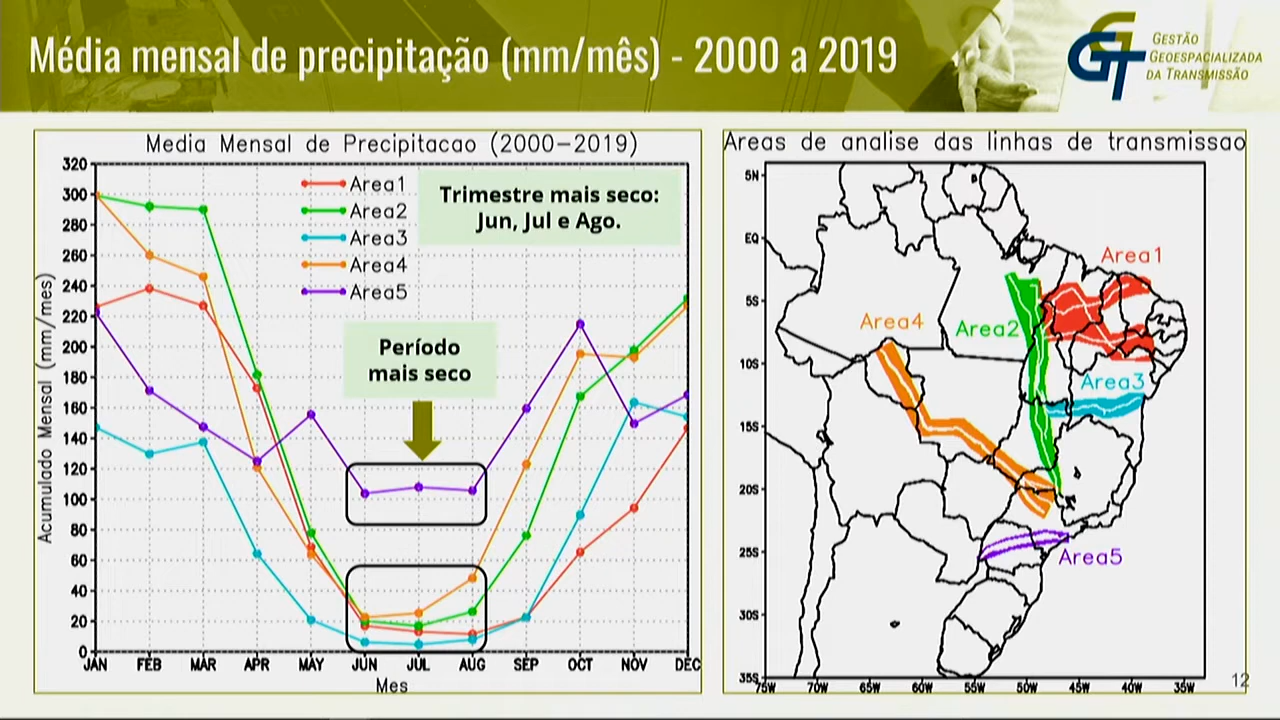 Média mensal de precipitação (mm/mês) - 2000 a 2019
GT
GESTÃO
GEOESPACIALIZADA
DA TRANSMISSÃO
Media Mensal de Precipitacao (2000-2019)
Acumulado Mensal (mm/mes)
320
300
280
260
240
220
200
180
160
140
120
100
80
60
40
20
0
Area1
Area2
Area3
Area4
Area5
Trimestre mais seco:
Jun, Jul e Ago.
Período
mais seco
JAN FEB MAR APR MAY JUN JUL AUG SEP OCT NOV DEC
Mes
Areas de analise das linhas de transmissao
5N
EQ
5S
10S
15S
20S
25S
30S
35S
Area1
Area4
Area2
Area3
Area5
75W 70W 65W 60W 55W 50W 45W 40W 35W
12